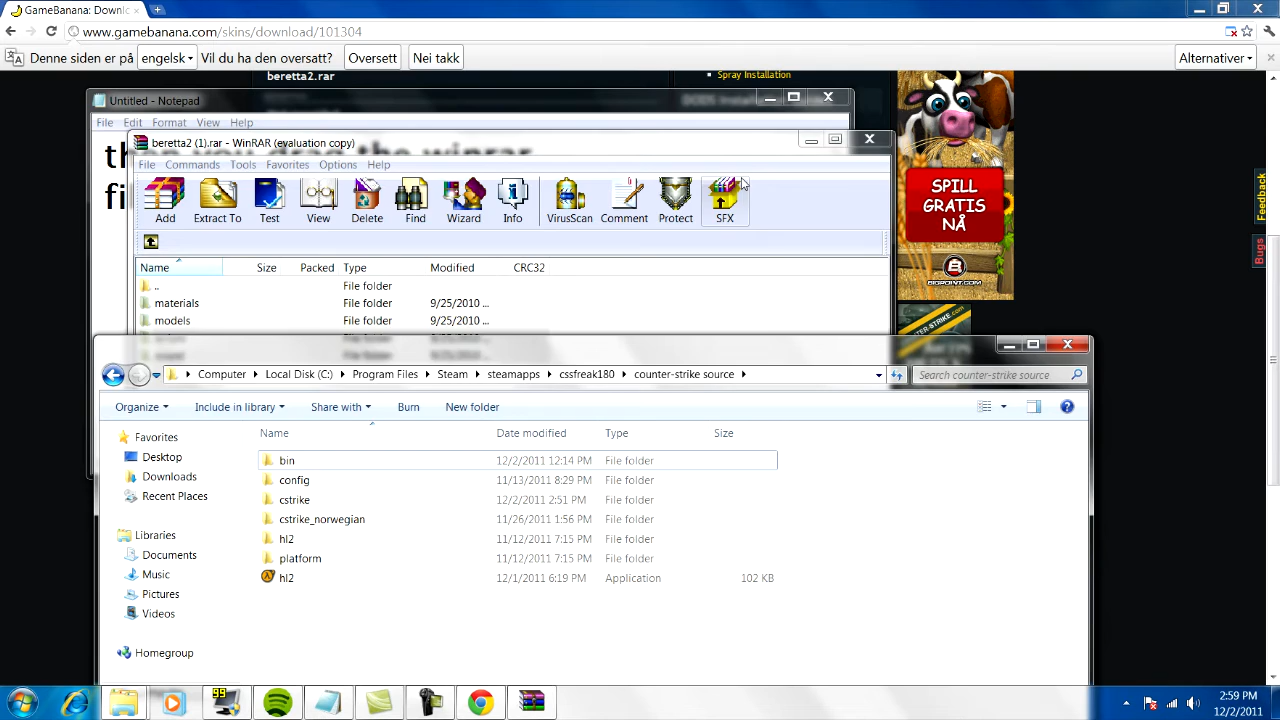 GameBanana: Downlo
www.gamebanana.com/skins/download/101304
Denne siden er på engelsk Vil du ha den oversatt? Oversett Nei takk Alternativer
beretta2.rar
Spray Installation
Untitled - Notepad
File Edit Format View Help
beretta2 (1).rar - WinRAR (evaluation copy)
then you drag the winrar
File Commands Tools Favorites Options Help
Add Extract To Test View Delete Find Wizard Info VirusScan Comment Protect SFX
Name Size Packed Type Modified CRC32
.. File folder
materials File folder 9/25/2010 ...
models File folder 9/25/2010 ...
SPILL
GRATIS
NÅ
BIGPOINT.COM
Feedback
Bugs
Computer Local Disk (C:) Program Files Steam steamapps cssfreak180 counter-strike source
Search counter-strike source
Organize Include in library Share with Burn New folder
Name Date modified Type Size
bin 12/2/2011 12:14 PM File folder
config 11/13/2011 8:29 PM File folder
cstrike 12/2/2011 2:51 PM File folder
cstrike_norwegian 11/26/2011 1:56 PM File folder
hl2 11/12/2011 7:15 PM File folder
platform 11/12/2011 7:15 PM File folder
hl2 12/1/2011 6:19 PM Application 102 KB
Favorites
Desktop
Downloads
Recent Places
Libraries
Documents
Music
Pictures
Videos
Homegroup
99
2:59 PM
12/2/2011